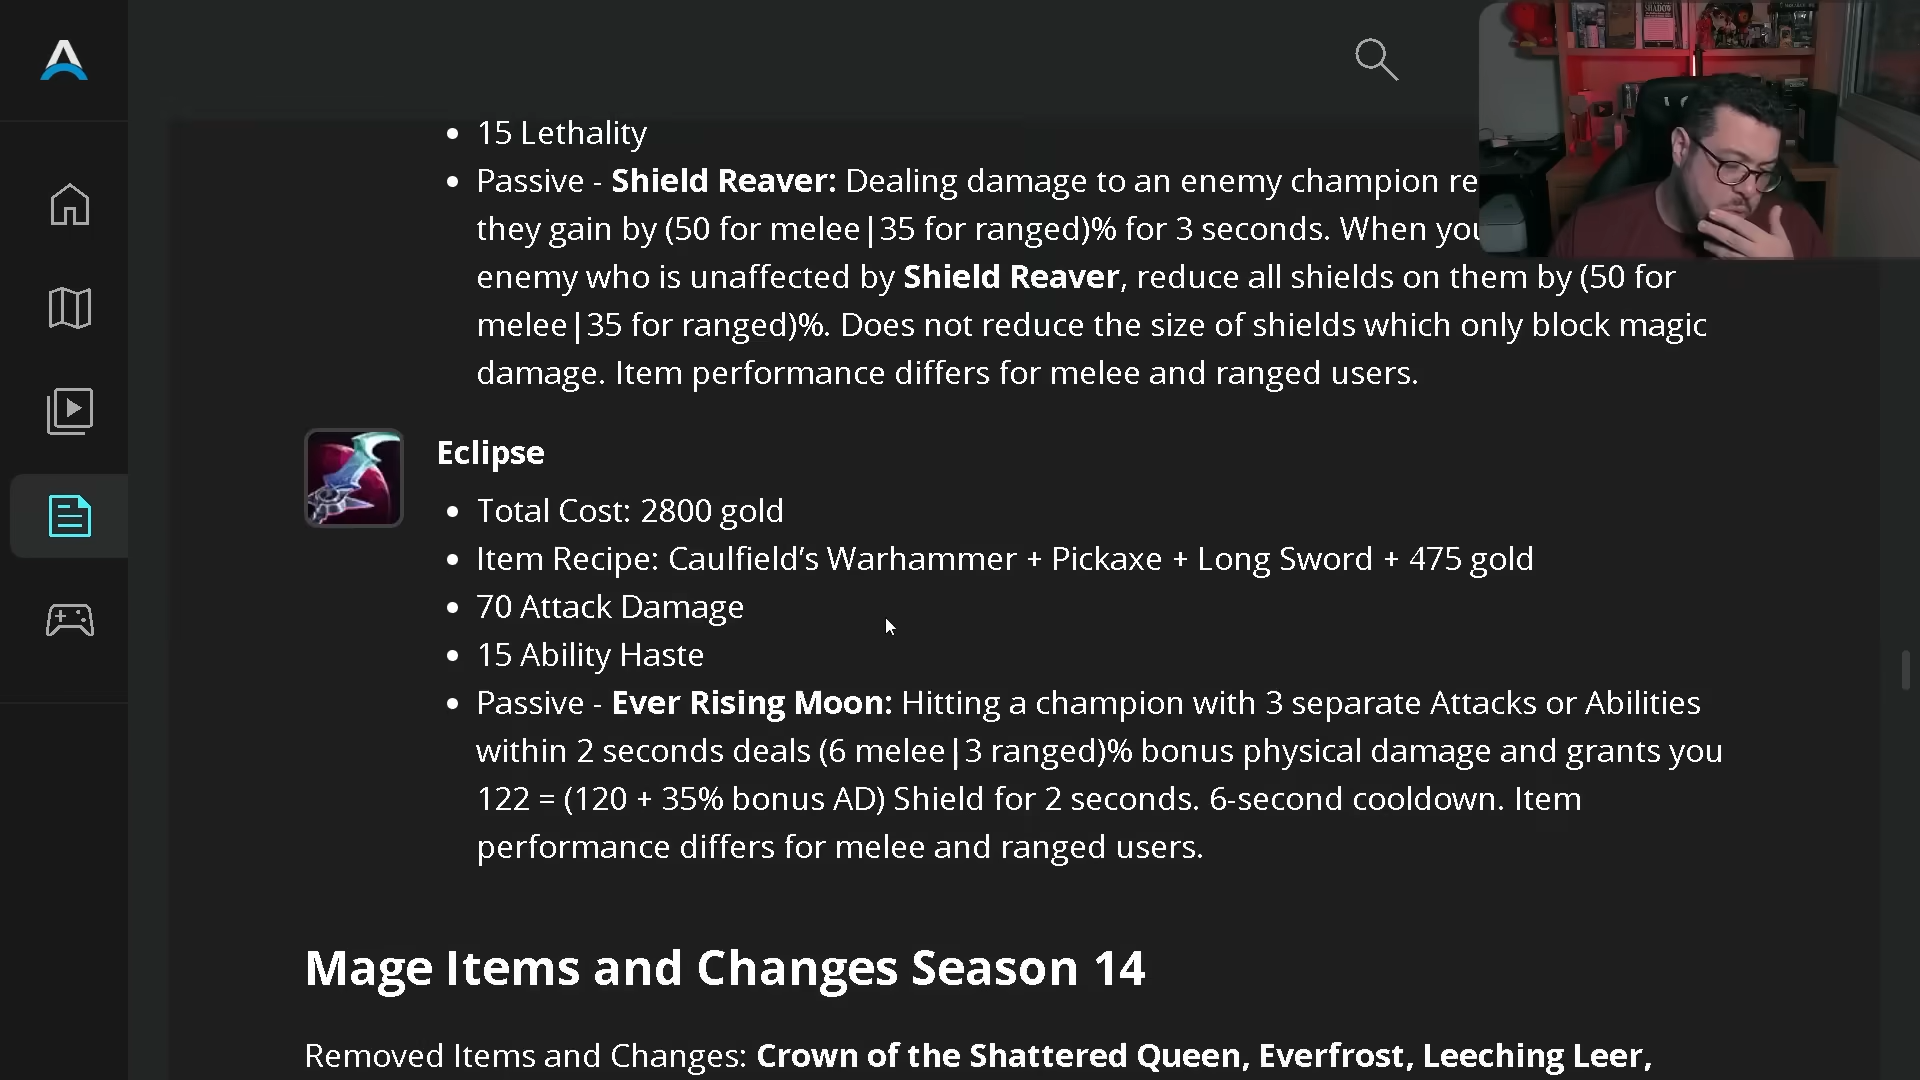 • 15 Lethality
• Passive - Shield Reaver: Dealing damage to an enemy champion re
they gain by (50 for melee|35 for ranged)% for 3 seconds. When you
enemy who is unaffected by Shield Reaver, reduce all shields on them by (50 for
melee|35 for ranged)%. Does not reduce the size of shields which only block magic
damage. Item performance differs for melee and ranged users.
Eclipse
• Total Cost: 2800 gold
• Item Recipe: Caulfield’s Warhammer + Pickaxe + Long Sword + 475 gold
• 70 Attack Damage
• 15 Ability Haste
• Passive - Ever Rising Moon: Hitting a champion with 3 separate Attacks or Abilities
within 2 seconds deals (6 melee|3 ranged)% bonus physical damage and grants you
122 = (120 + 35% bonus AD) Shield for 2 seconds. 6-second cooldown. Item
performance differs for melee and ranged users.
Mage Items and Changes Season 14
Removed Items and Changes: Crown of the Shattered Queen, Everfrost, Leeching Leer,